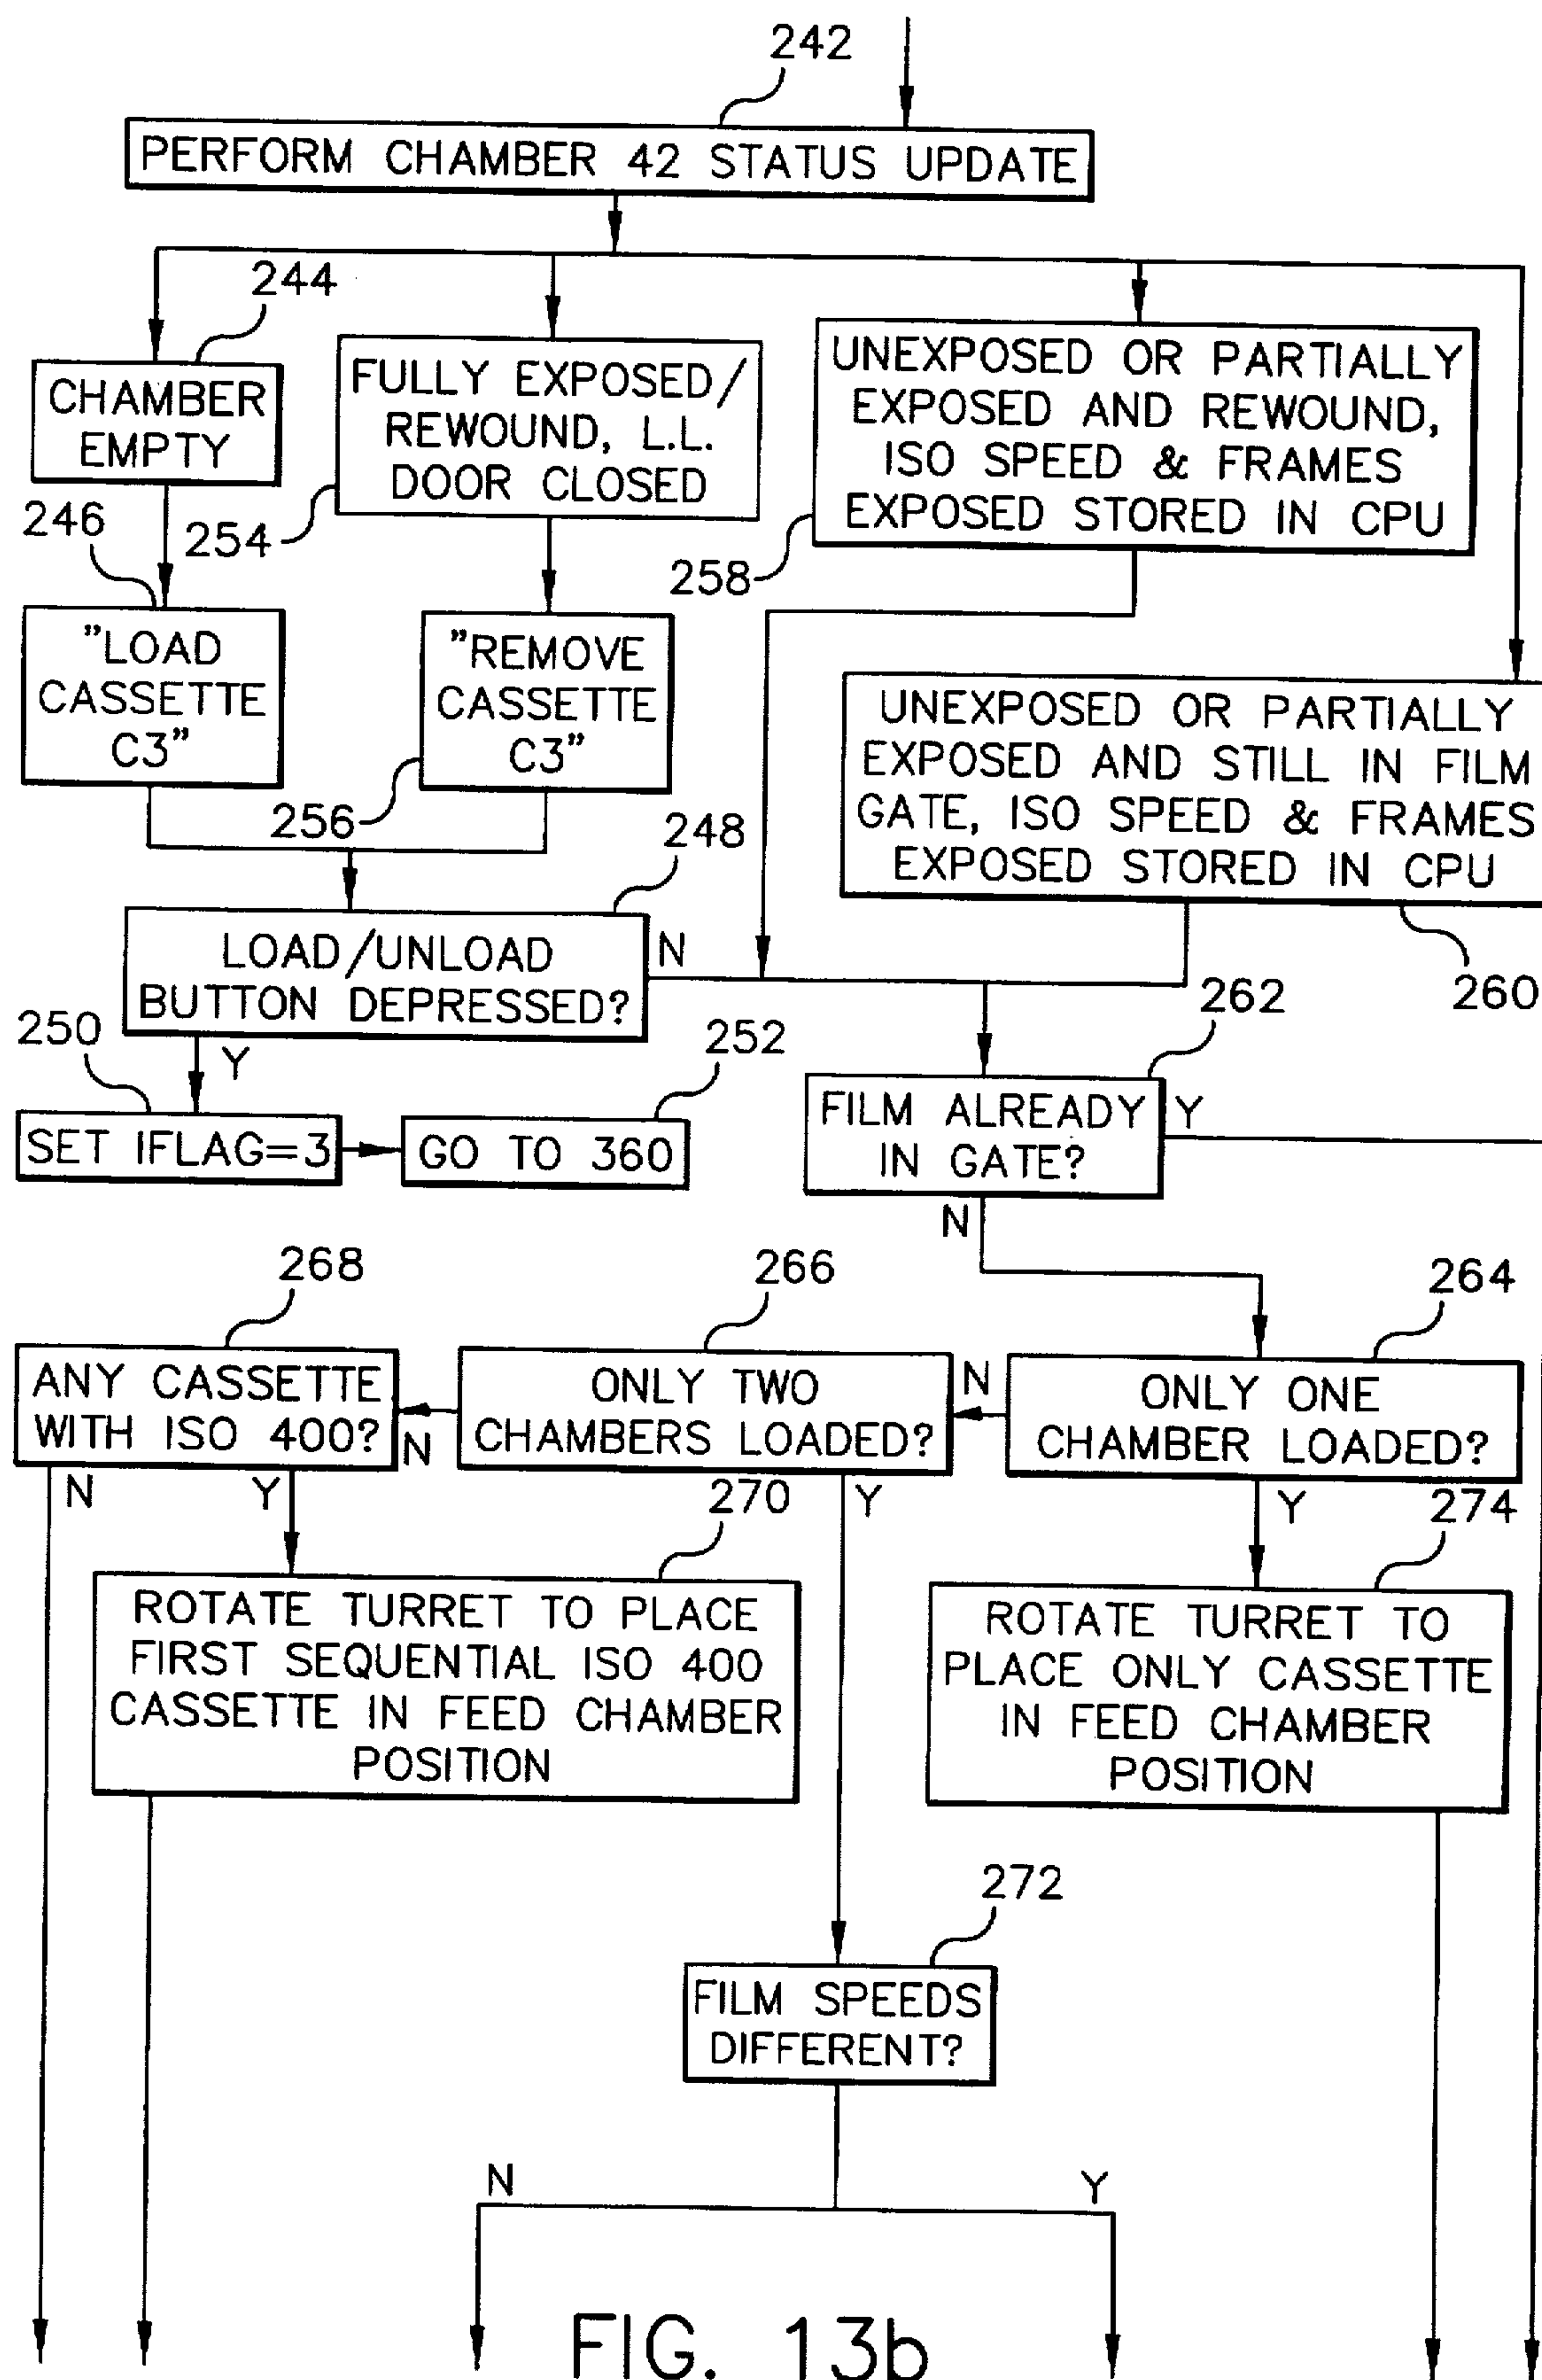 242
PERFORM CHAMBER 42 STATUS UPDATE
244
CHAMBER
EMPTY
254
FULLY EXPOSED/
REWOUND, L.L.
DOOR CLOSED
258
UNEXPOSED OR PARTIALLY
EXPOSED AND REWOUND,
ISO SPEED & FRAMES
EXPOSED STORED IN CPU
246
"LOAD
CASSETTE
C3"
256
"REMOVE
CASSETTE
C3"
UNEXPOSED OR PARTIALLY
EXPOSED AND STILL IN FILM
GATE, ISO SPEED & FRAMES
EXPOSED STORED IN CPU
260
248
LOAD/UNLOAD
BUTTON DEPRESSED?
N
Y
250
SET IFLAG=3
252
GO TO 360
262
FILM ALREADY
IN GATE?
Y
N
264
ONLY ONE
CHAMBER LOADED?
N
Y
266
ONLY TWO
CHAMBERS LOADED?
N
Y
268
ANY CASSETTE
WITH ISO 400?
N
Y
270
ROTATE TURRET TO PLACE
FIRST SEQUENTIAL ISO 400
CASSETTE IN FEED CHAMBER
POSITION
274
ROTATE TURRET TO
PLACE ONLY CASSETTE
IN FEED CHAMBER
POSITION
272
FILM SPEEDS
DIFFERENT?
N
Y
FIG. 13b